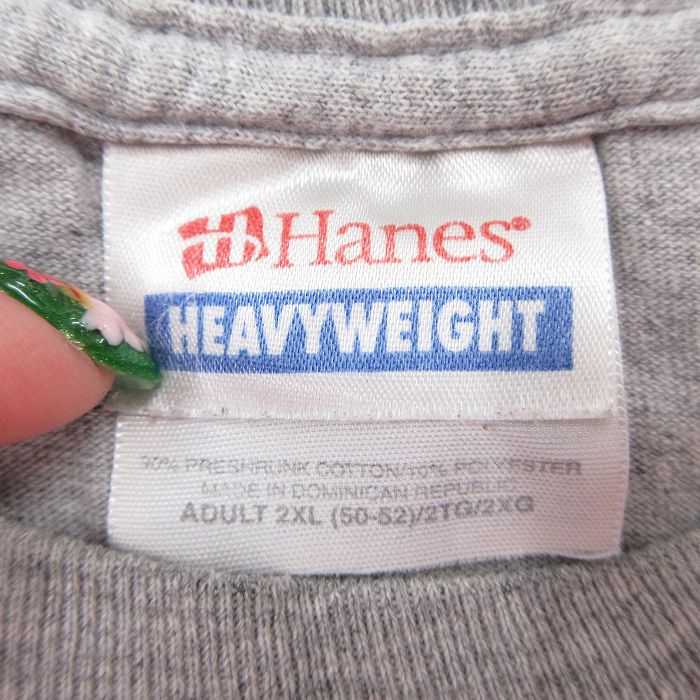 Hanes®
HEAVYWEIGHT
90% PRESHRUNK COTTON/10% POLYESTER
MADE IN DOMINICAN REPUBLIC
ADULT 2XL (50-52)/2TG/2XG